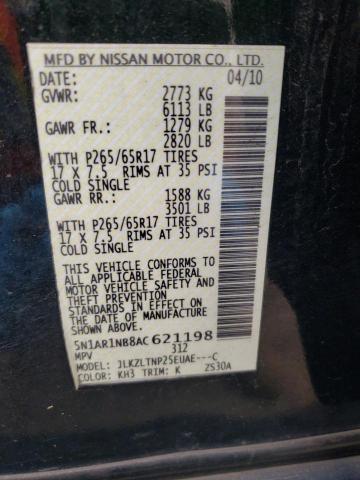 MFD BY NISSAN MOTOR CO., LTD.
DATE: 04/10
GVWR: 2773 KG
6113 LB
GAWR FR.: 1279 KG
2820 LB
WITH P265/65R17 TIRES
17 X 7.5 RIMS AT 35 PSI
COLD SINGLE
GAWR RR.: 1588 KG
3501 LB
WITH P265/65R17 TIRES
17 X 7.5 RIMS AT 35 PSI
COLD SINGLE
THIS VEHICLE CONFORMS TO
ALL APPLICABLE FEDERAL
MOTOR VEHICLE SAFETY AND
THEFT PREVENTION
STANDARDS IN EFFECT ON
THE DATE OF MANUFACTURE
SHOWN ABOVE.
5N1AR1NB8AC621198
MPV 312
MODEL: JLKZLTNP25EUAE---C
COLOR: KH3 TRIM: K ZS30A